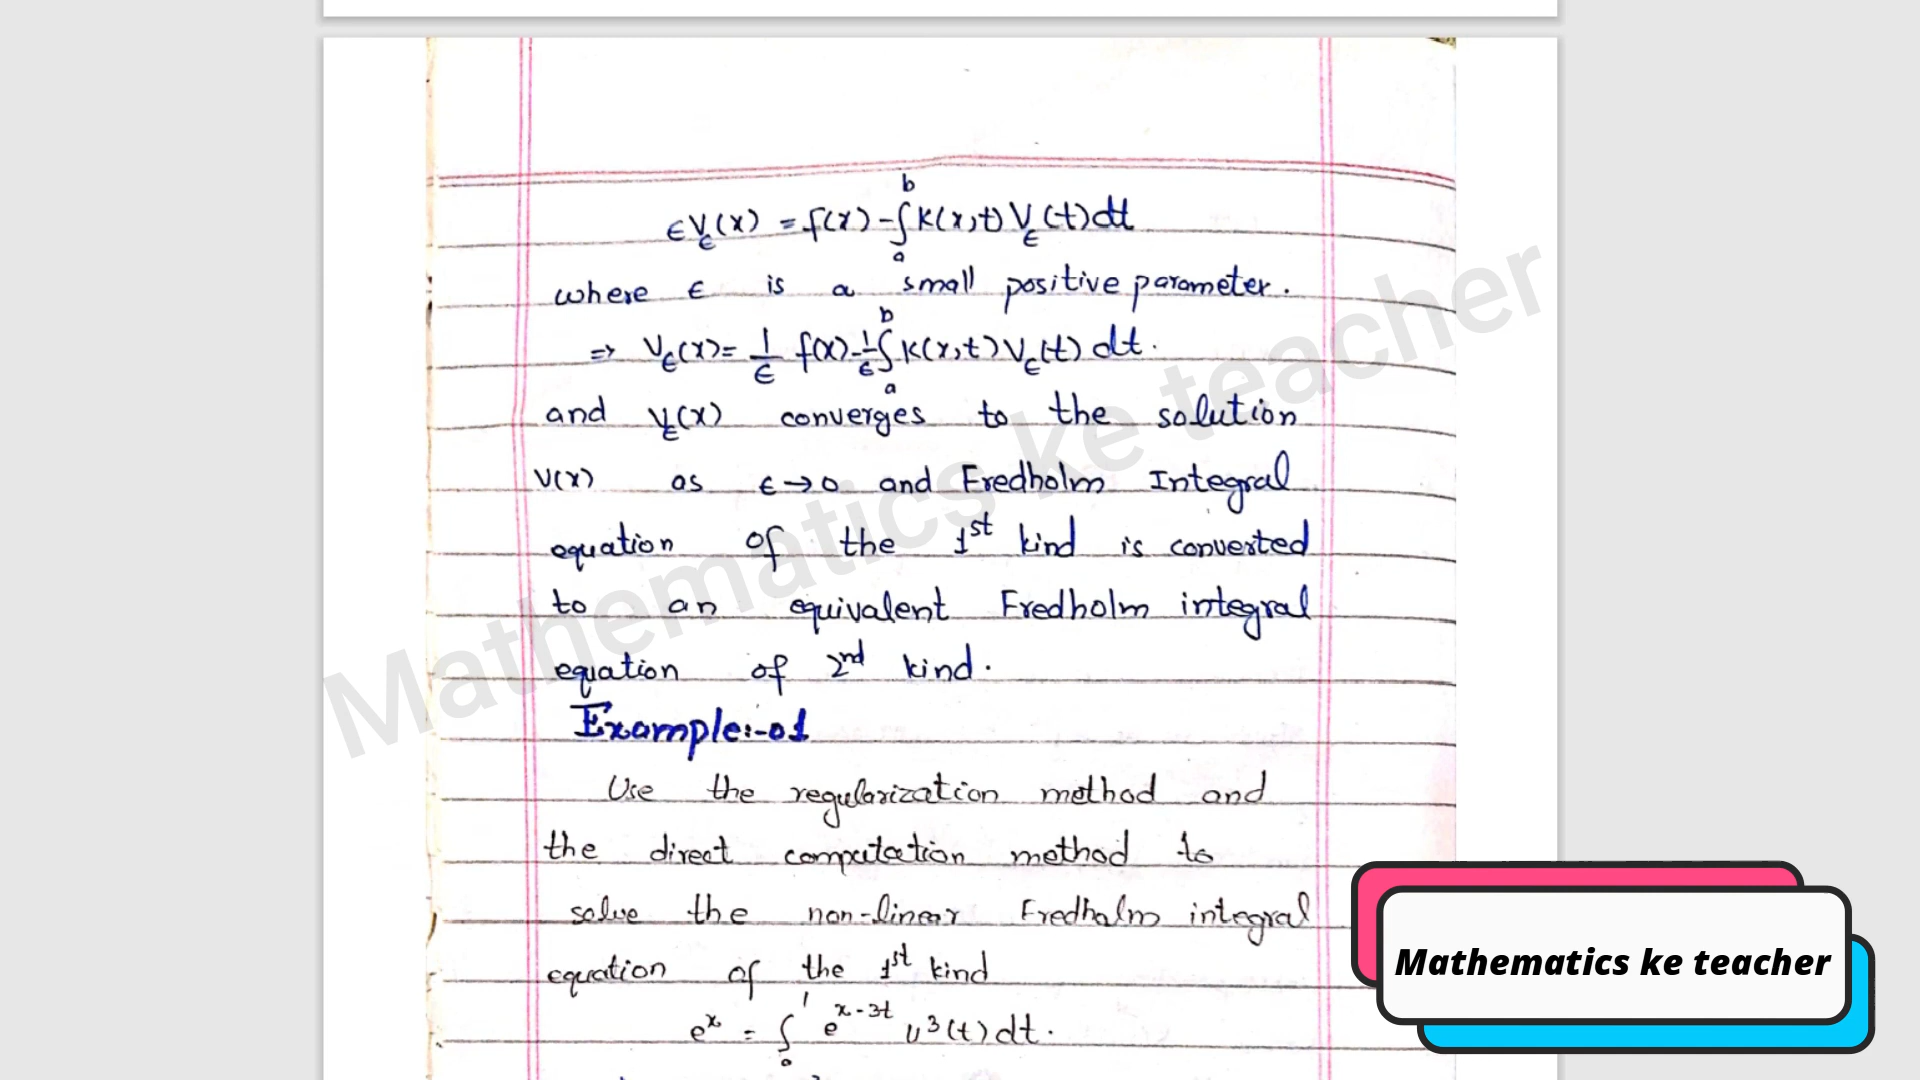 ϵV_ϵ(x) = f(x) - ∫_a^b K(x,t) V_ϵ(t) dt
where ϵ is a small positive parameter.
⇒ V_ϵ(x) = 1/ϵ f(x) - 1/ϵ ∫_a^b K(x,t) V_ϵ(t) dt.
and V_ϵ(x) converges to the solution
V(x) as ϵ→0 and Fredholm Integral
equation of the 1st kind is converted
to an equivalent Fredholm integral
equation of 2nd kind.
Example:-01
Use the regularization method and
the direct computation method to
solve the non-linear Fredholm integral
equation of the 1st kind
e^x = ∫_0^1 e^(x-3t) u^3(t) dt.
Mathematics ke teacher
Mathematics ke teacher